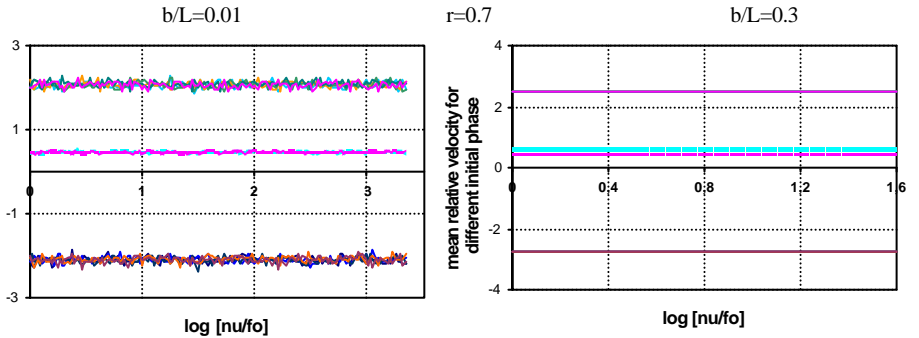 b/L=0.01 r=0.7 b/L=0.3
3
1
-1
-3
0 1 2 3
log [nu/fo]
mean relative velocity for
different initial phase
4
2
0
-2
-4
0 0.4 0.8 1.2 1.6
log [nu/fo]